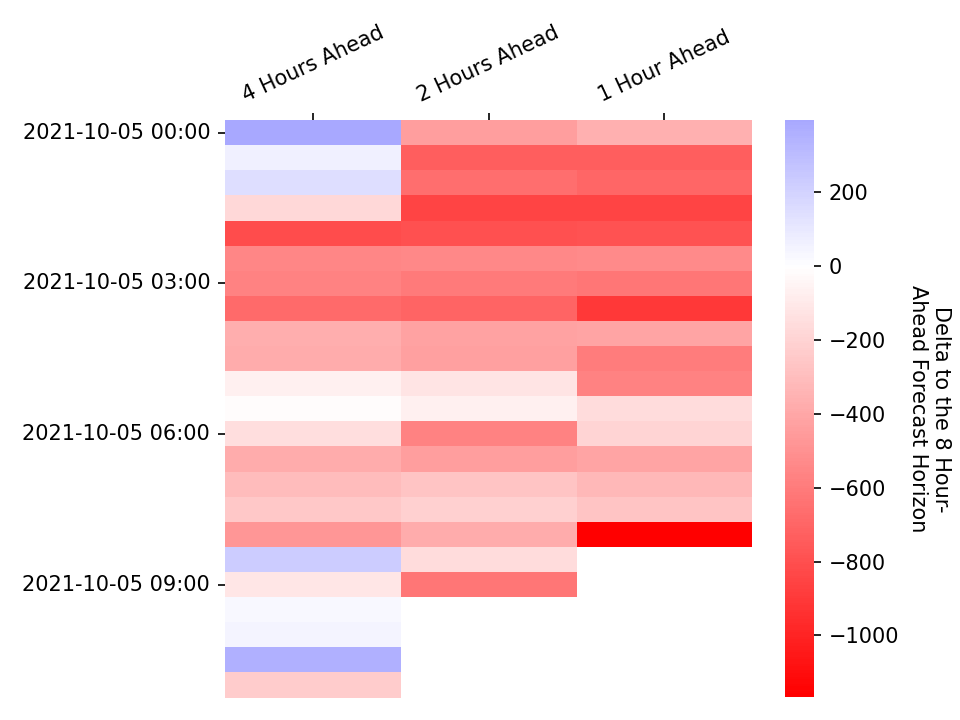 4 Hours Ahead
2 Hours Ahead
1 Hour Ahead
2021-10-05 00:00
2021-10-05 03:00
2021-10-05 06:00
2021-10-05 09:00
200
0
−200
−400
−600
−800
−1000
Delta to the 8 Hour-
Ahead Forecast Horizon